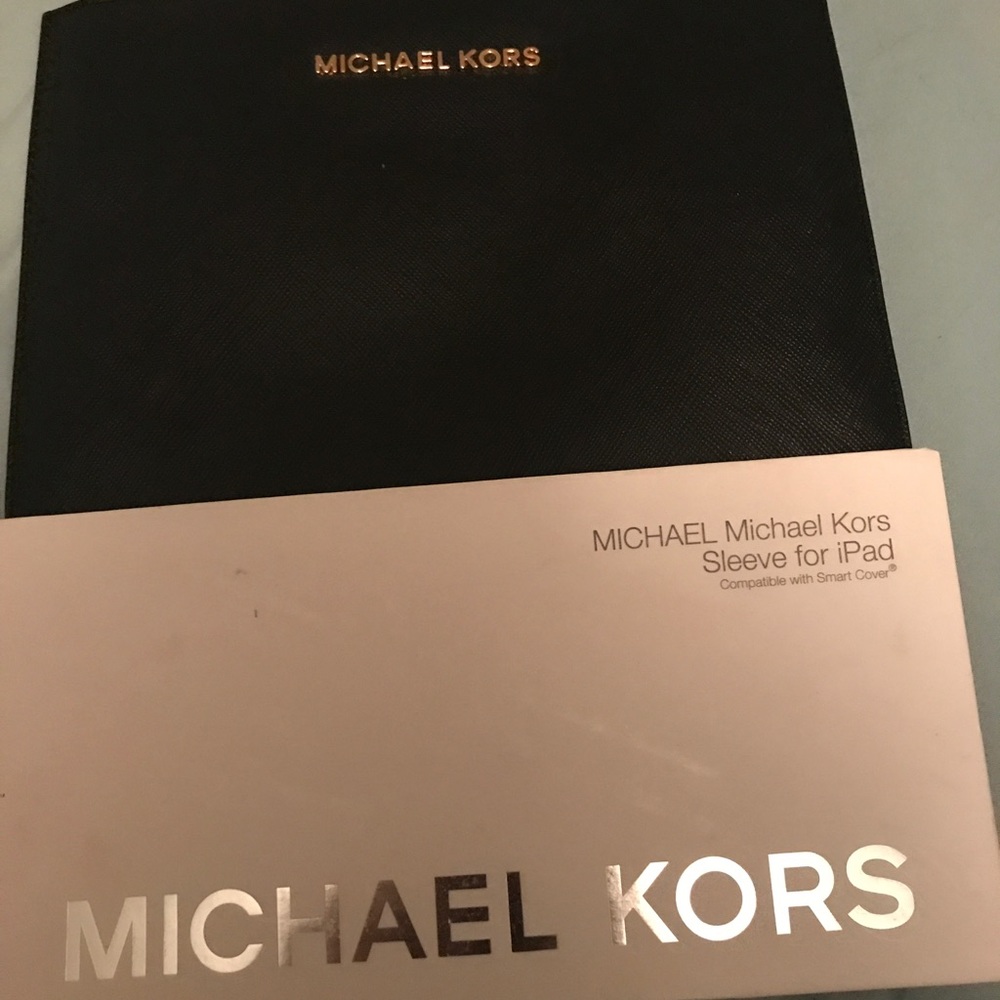 MICHAEL KORS
MICHAEL Michael Kors
Sleeve for iPad
Compatible with Smart Cover®
MICHAEL KORS